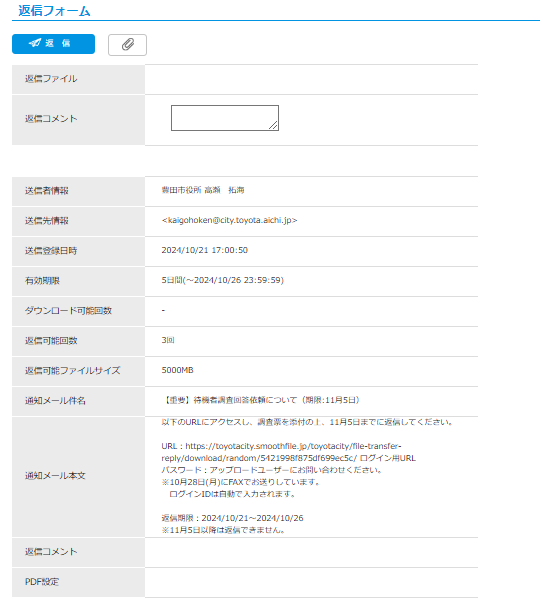 返信フォーム
返 信
返信ファイル
返信コメント
送信者情報 豊田市役所 高瀬 拓海
送信先情報 <kaigohoken@city.toyota.aichi.jp>
送信登録日時 2024/10/21 17:00:50
有効期限 5日間(～2024/10/26 23:59:59)
ダウンロード可能回数 -
返信可能回数 3回
返信可能ファイルサイズ 5000MB
通知メール件名 【重要】待機者調査回答依頼について（期限:11月5日）
通知メール本文
以下のURLにアクセスし、調査票を添付の上、11月5日までに返信してください。
URL：https://toyotacity.smoothfile.jp/toyotacity/file-transfer-
reply/download/random/5421998f875df699ec5c/ ログイン用URL
パスワード：アップロードユーザーにお問い合わせください。
※10月28日(月)にFAXでお送りしています。
ログインIDは自動で入力されます。
返信期限：2024/10/21～2024/10/26
※11月5日以降は返信できません。
返信コメント
PDF設定